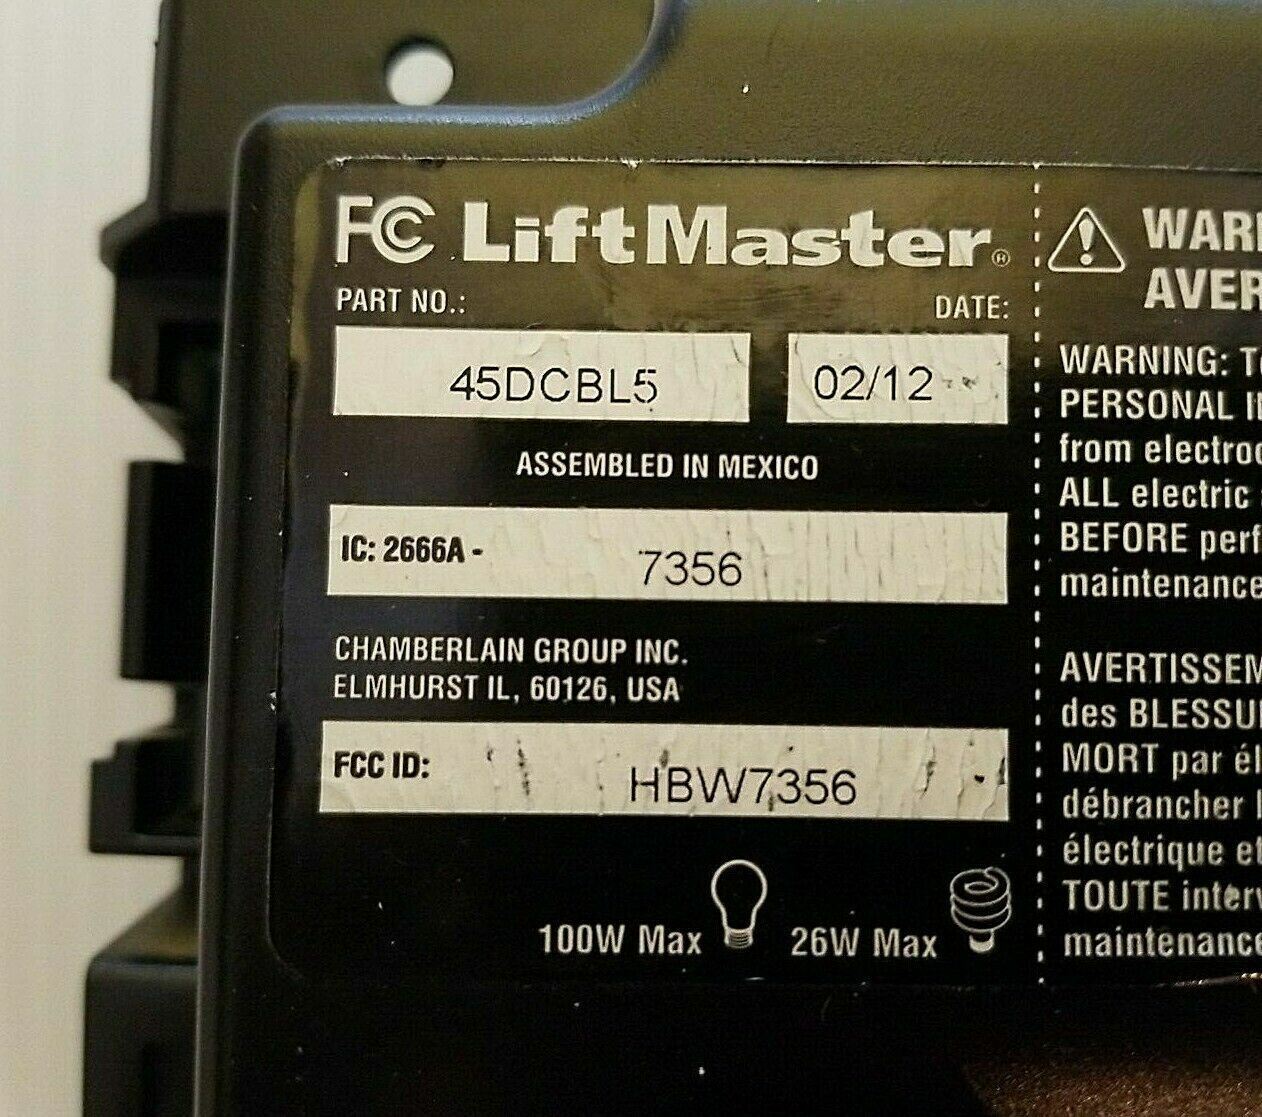 FC LiftMaster®
PART NO.: DATE:
45DCBL5 02/12
ASSEMBLED IN MEXICO
IC: 2666A - 7356
CHAMBERLAIN GROUP INC.
ELMHURST IL, 60126, USA
FCC ID: HBW7356
100W Max 26W Max
WARNING:
PERSONAL
from
ALL electric
BEFORE
maintenance
des
MORT par
débrancher
électrique et
TOUTE
maintenance